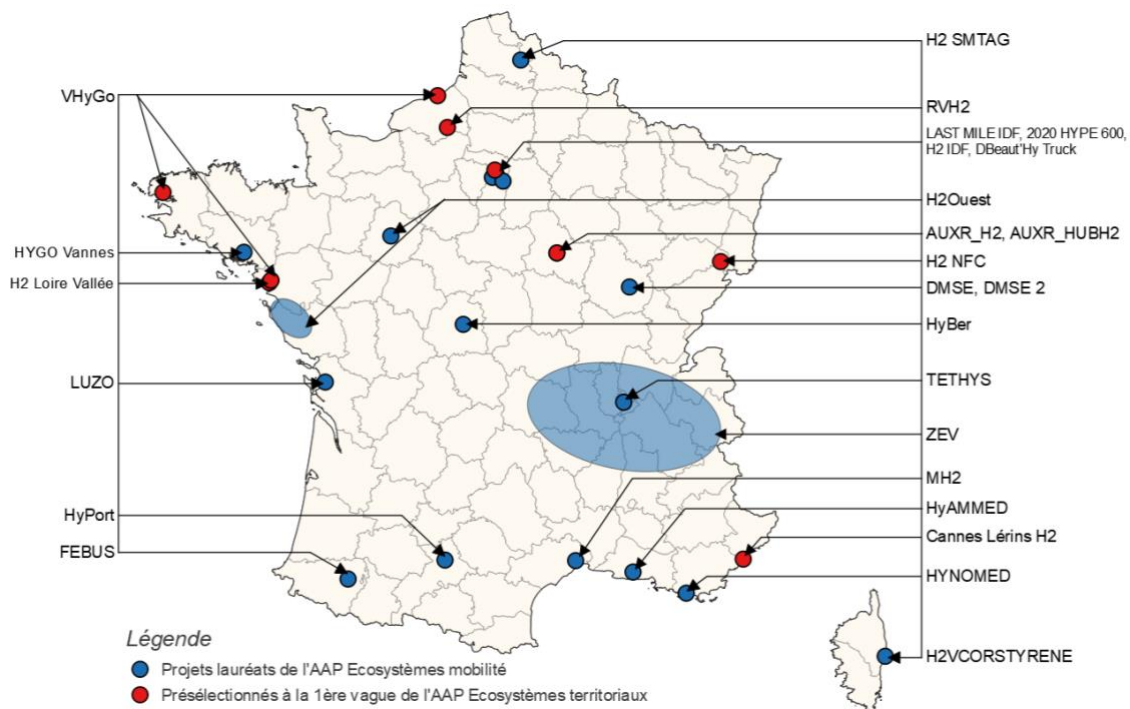 H2 SMTAG
VHyGo
RVH2
LAST MILE IDF, 2020 HYPE 600,
H2 IDF, DBeaut'Hy Truck
H2Ouest
AUXR_H2, AUXR_HUBH2
HYGO Vannes
H2 NFC
H2 Loire Vallée
DMSE, DMSE 2
HyBer
LUZO
TETHYS
ZEV
MH2
HyPort
HyAMMED
Cannes Lérins H2
FEBUS
HYNOMED
Légende
H2VCORSTYRENE
Projets lauréats de l'AAP Ecosystèmes mobilité
Présélectionnés à la 1ère vague de l'AAP Ecosystèmes territoriaux